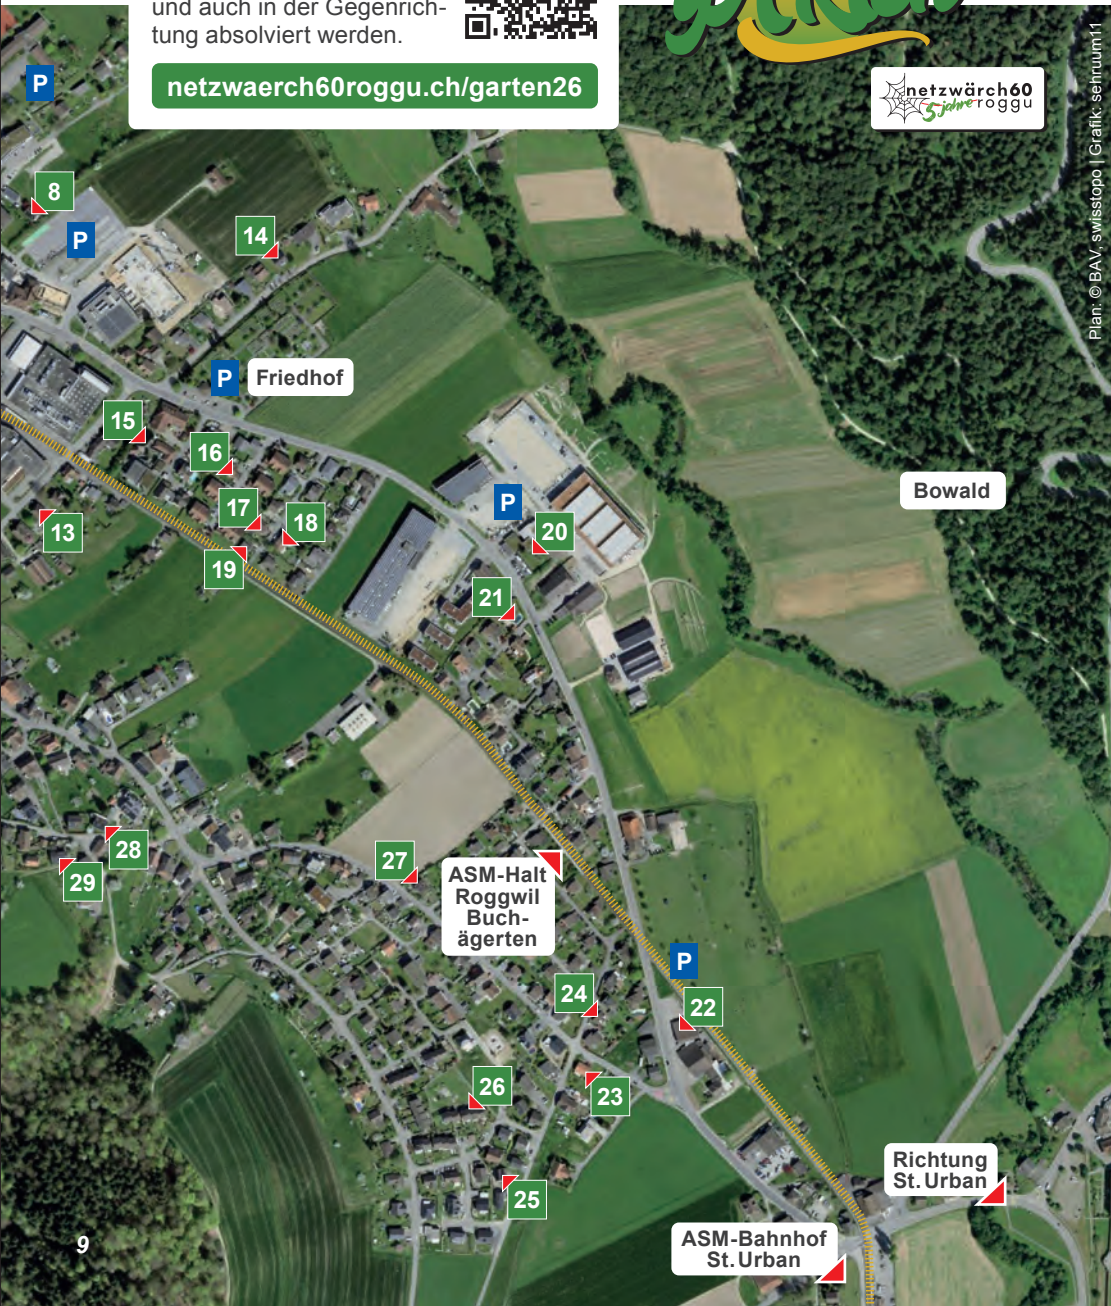 und auch in der Gegenrich-
tung absolviert werden.
netzwaerch60roggu.ch/garten26
netzwärch60
5 jahre roggu
Plan: © BAV, swisstopo | Grafik: sehruum11
P
8
P
14
P
Friedhof
15
16
17
18
13
19
P
20
21
Bowald
28
29
27
ASM-Halt
Roggwil
Buch-
ägerten
P
24
22
26
23
25
Richtung
St. Urban
ASM-Bahnhof
St. Urban
9